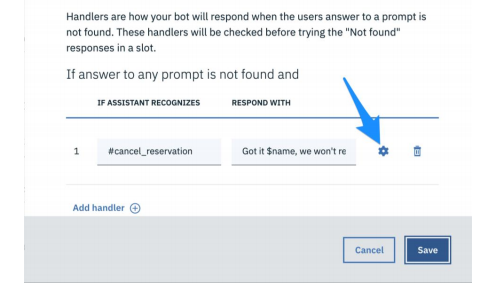 Handlers are how your bot will respond when the users answer to a prompt is
not found. These handlers will be checked before trying the "Not found"
responses in a slot.
If answer to any prompt is not found and
IF ASSISTANT RECOGNIZES RESPOND WITH
1 #cancel_reservation Got it $name, we won't re
Add handler
Cancel Save